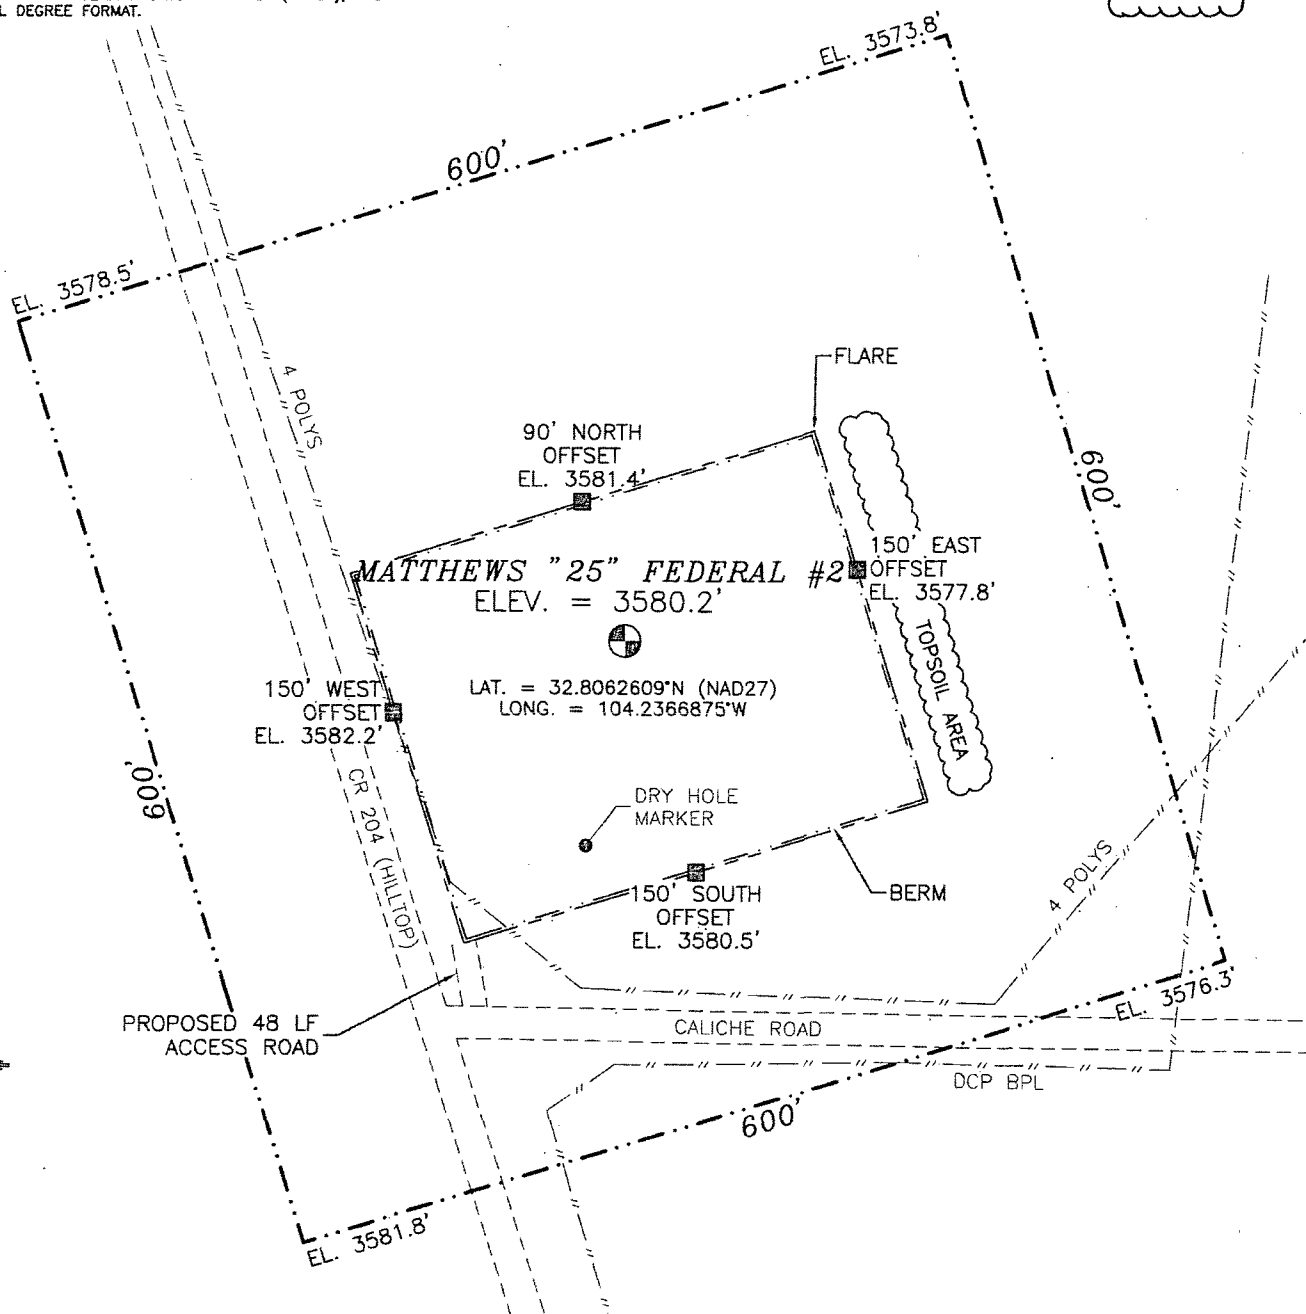 L DEGREE FORMAT.
EL. 3573.8'
600'
EL. 3578.5'
4 POLYS
FLARE
90' NORTH
OFFSET
EL. 3581.4'
600'
MATTHEWS "25" FEDERAL #2
ELEV. = 3580.2'
150' EAST
OFFSET
EL. 3577.8'
LAT. = 32.8062609°N (NAD27)
LONG. = 104.2366875°W
TOPSOIL AREA
150' WEST
OFFSET
EL. 3582.2'
600'
CR 204 (HILLTOP)
DRY HOLE
MARKER
4 POLYS
150' SOUTH
OFFSET
EL. 3580.5'
BERM
EL. 3576.3'
PROPOSED 48 LF
ACCESS ROAD
CALICHE ROAD
DCP BPL
600'
EL. 3581.8'